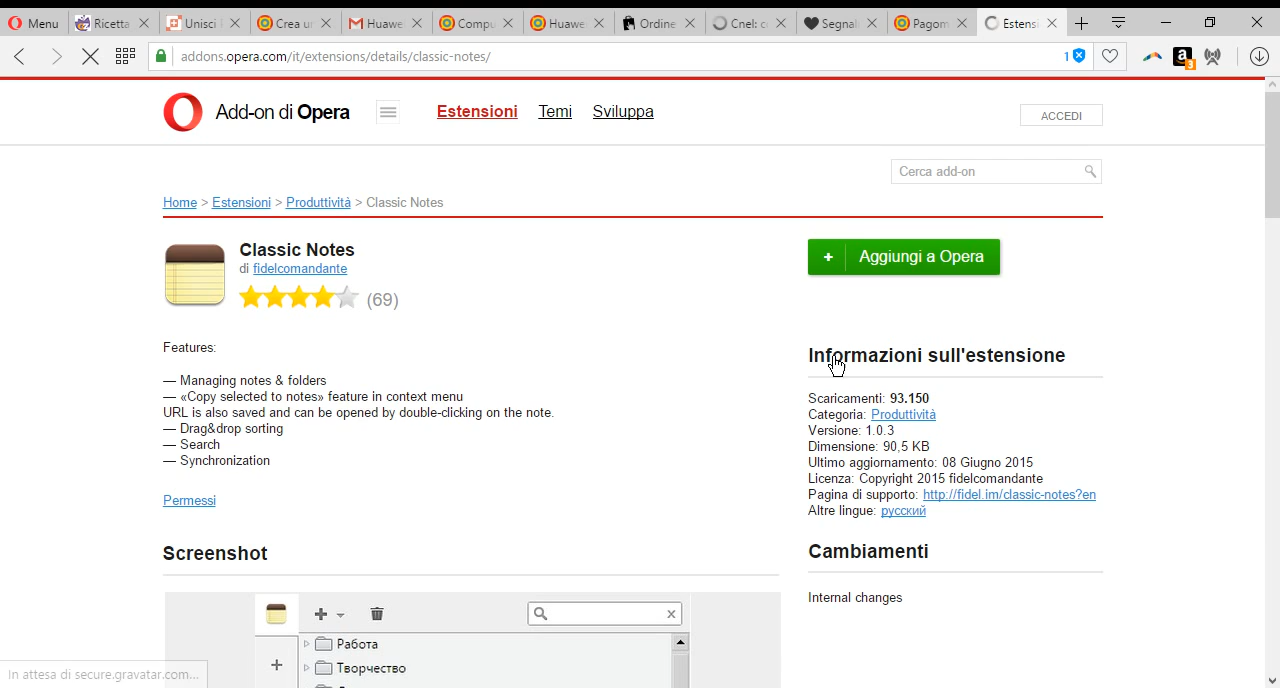 Menu Ricetta Unisci Crea un Huawe Compu Huawe Ordine Cnel: c Segnal Pagom Estensi
addons.opera.com/it/extensions/details/classic-notes/ 1 3
Add-on di Opera Estensioni Temi Sviluppa ACCEDI
Cerca add-on
Home > Estensioni > Produttività > Classic Notes
Classic Notes
di fidelcomandante
(69)
+ Aggiungi a Opera
Features:
— Managing notes & folders
— «Copy selected to notes» feature in context menu
URL is also saved and can be opened by double-clicking on the note.
— Drag&drop sorting
— Search
— Synchronization
Permessi
Informazioni sull'estensione
Scaricamenti: 93.150
Categoria: Produttività
Versione: 1.0.3
Dimensione: 90,5 KB
Ultimo aggiornamento: 08 Giugno 2015
Licenza: Copyright 2015 fidelcomandante
Pagina di supporto: http://fidel.im/classic-notes?en
Altre lingue: русский
Screenshot
Работа
Творчество
Cambiamenti
Internal changes
In attesa di secure.gravatar.com...